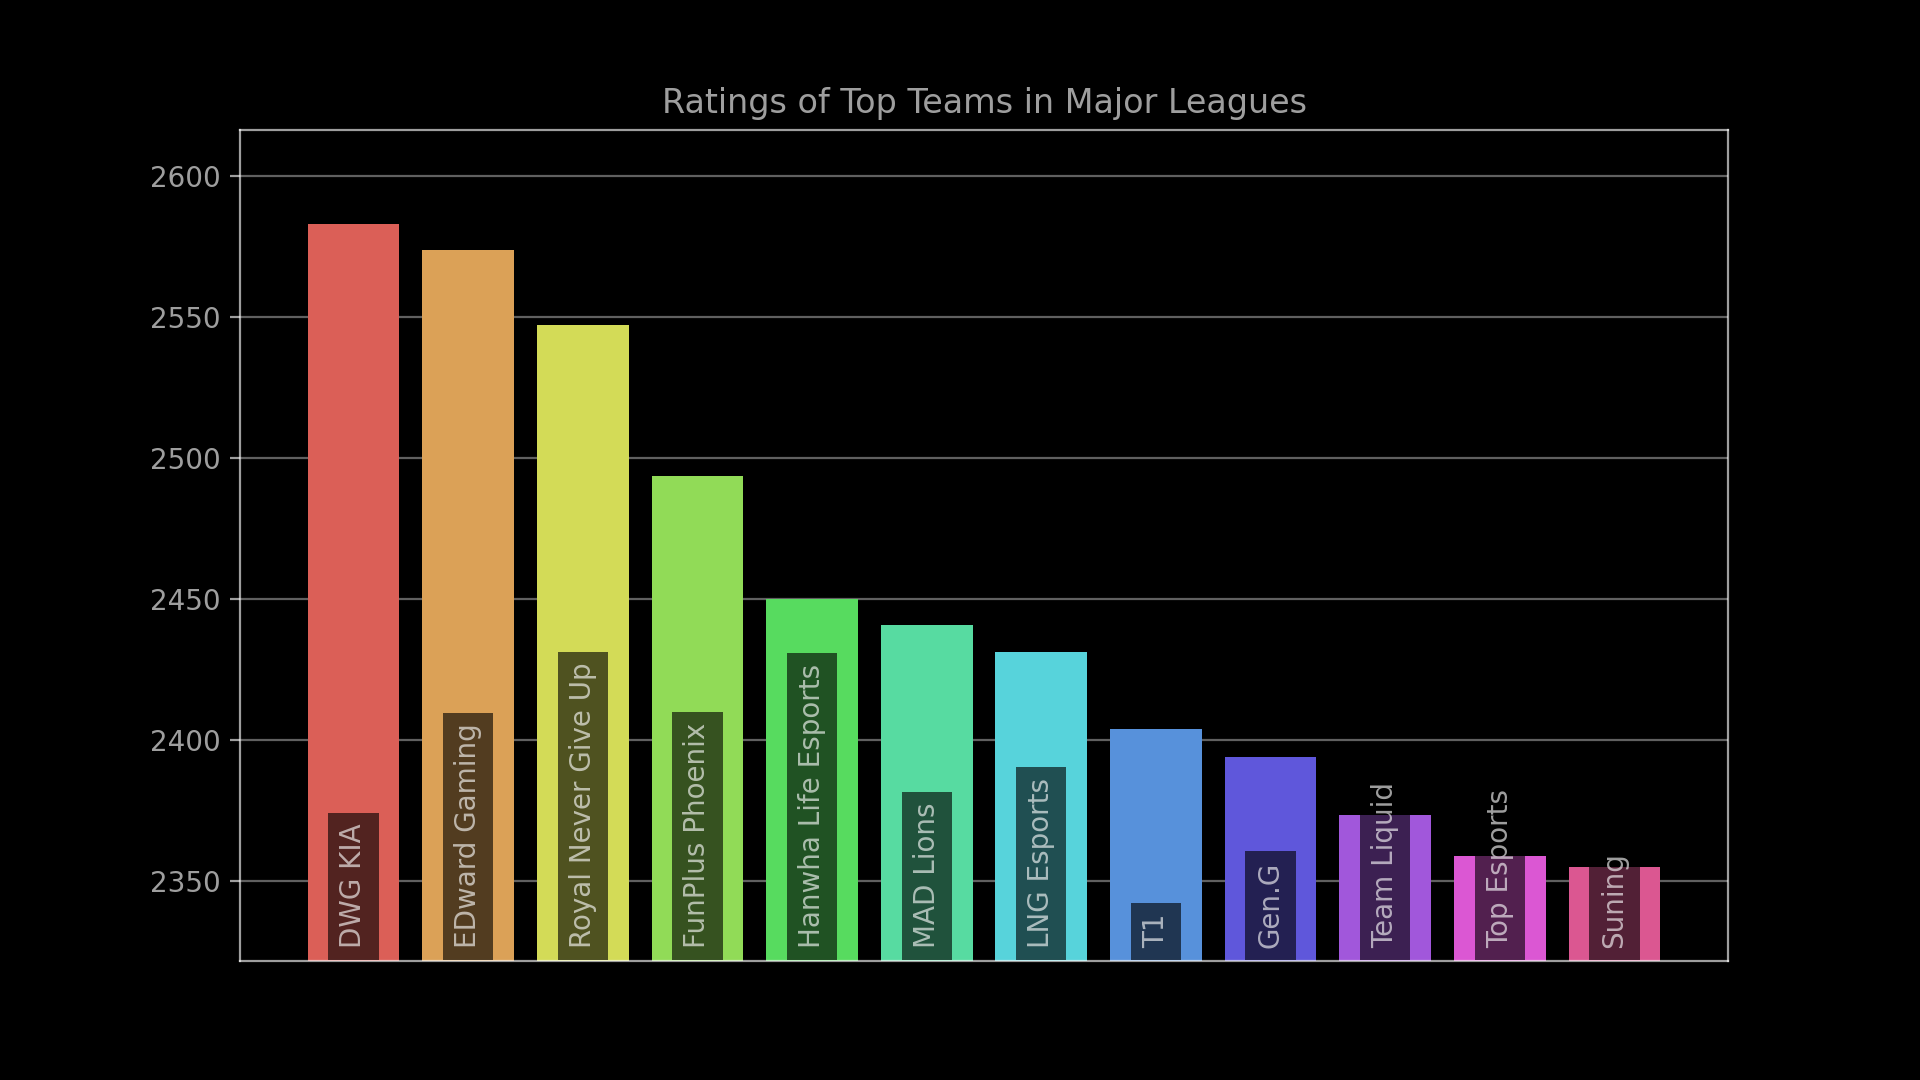 Ratings of Top Teams in Major Leagues
2600
2550
2500
2450
2400
2350
DWG KIA
EDward Gaming
Royal Never Give Up
FunPlus Phoenix
Hanwha Life Esports
MAD Lions
LNG Esports
T1
Gen.G
Team Liquid
Top Esports
Suning